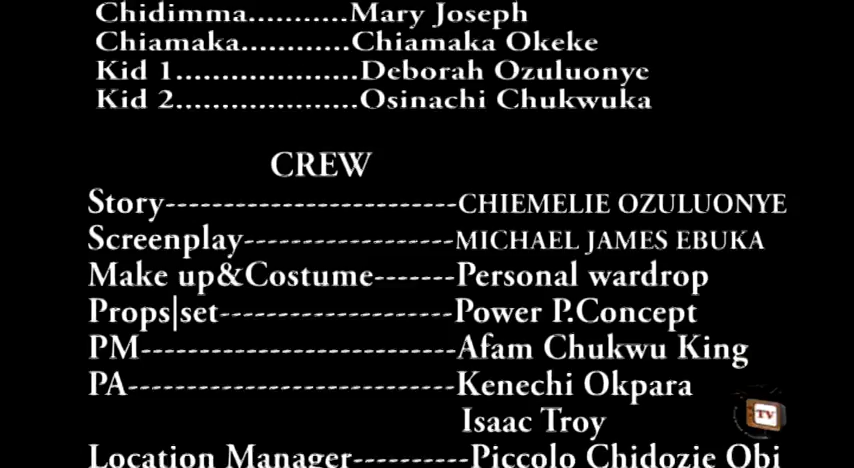 Chidimma...........Mary Joseph
Chiamaka............Chiamaka Okeke
Kid 1....................Deborah Ozuluonye
Kid 2....................Osinachi Chukwuka
CREW
Story-------------------------CHIEMELIE OZULUONYE
Screenplay------------------MICHAEL JAMES EBUKA
Make up&Costume-------Personal wardrop
Props|set--------------------Power P.Concept
PM---------------------------Afam Chukwu King
PA----------------------------Kenechi Okpara
Isaac Troy
TV
Location Manager----------Piccolo Chidozie Obi